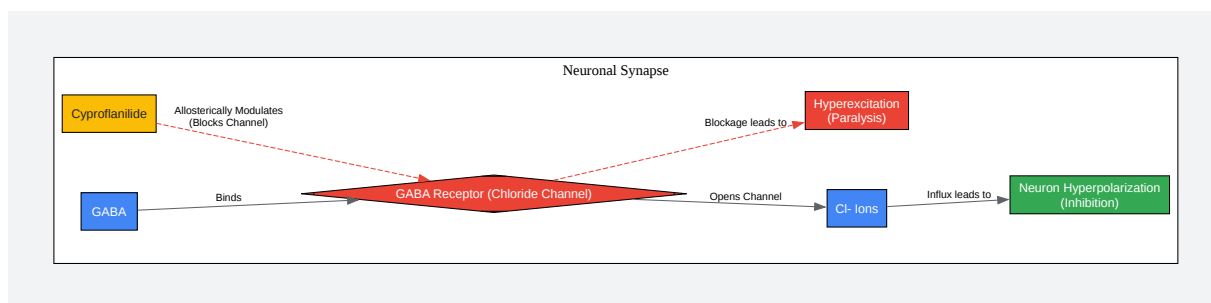 Neuronal Synapse
Cyproflanilide
Allosterically Modulates
(Blocks Channel)
Blockage leads to
Hyperexcitation
(Paralysis)
GABA
Binds
GABA Receptor (Chloride Channel)
Opens Channel
Cl- Ions
Influx leads to
Neuron Hyperpolarization
(Inhibition)